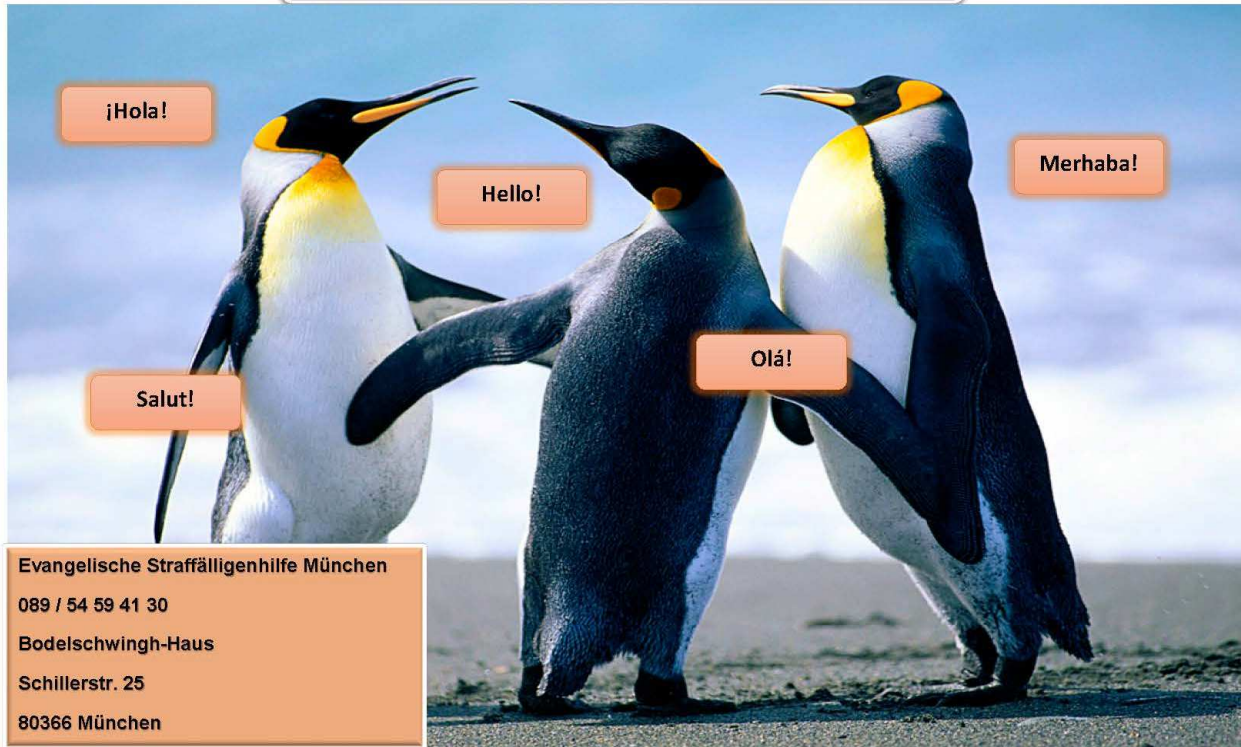 ¡Hola!
Hello!
Merhaba!
Olá!
Salut!
Evangelische Straffälligenhilfe München
089 / 54 59 41 30
Bodelschwingh-Haus
Schillerstr. 25
80366 München